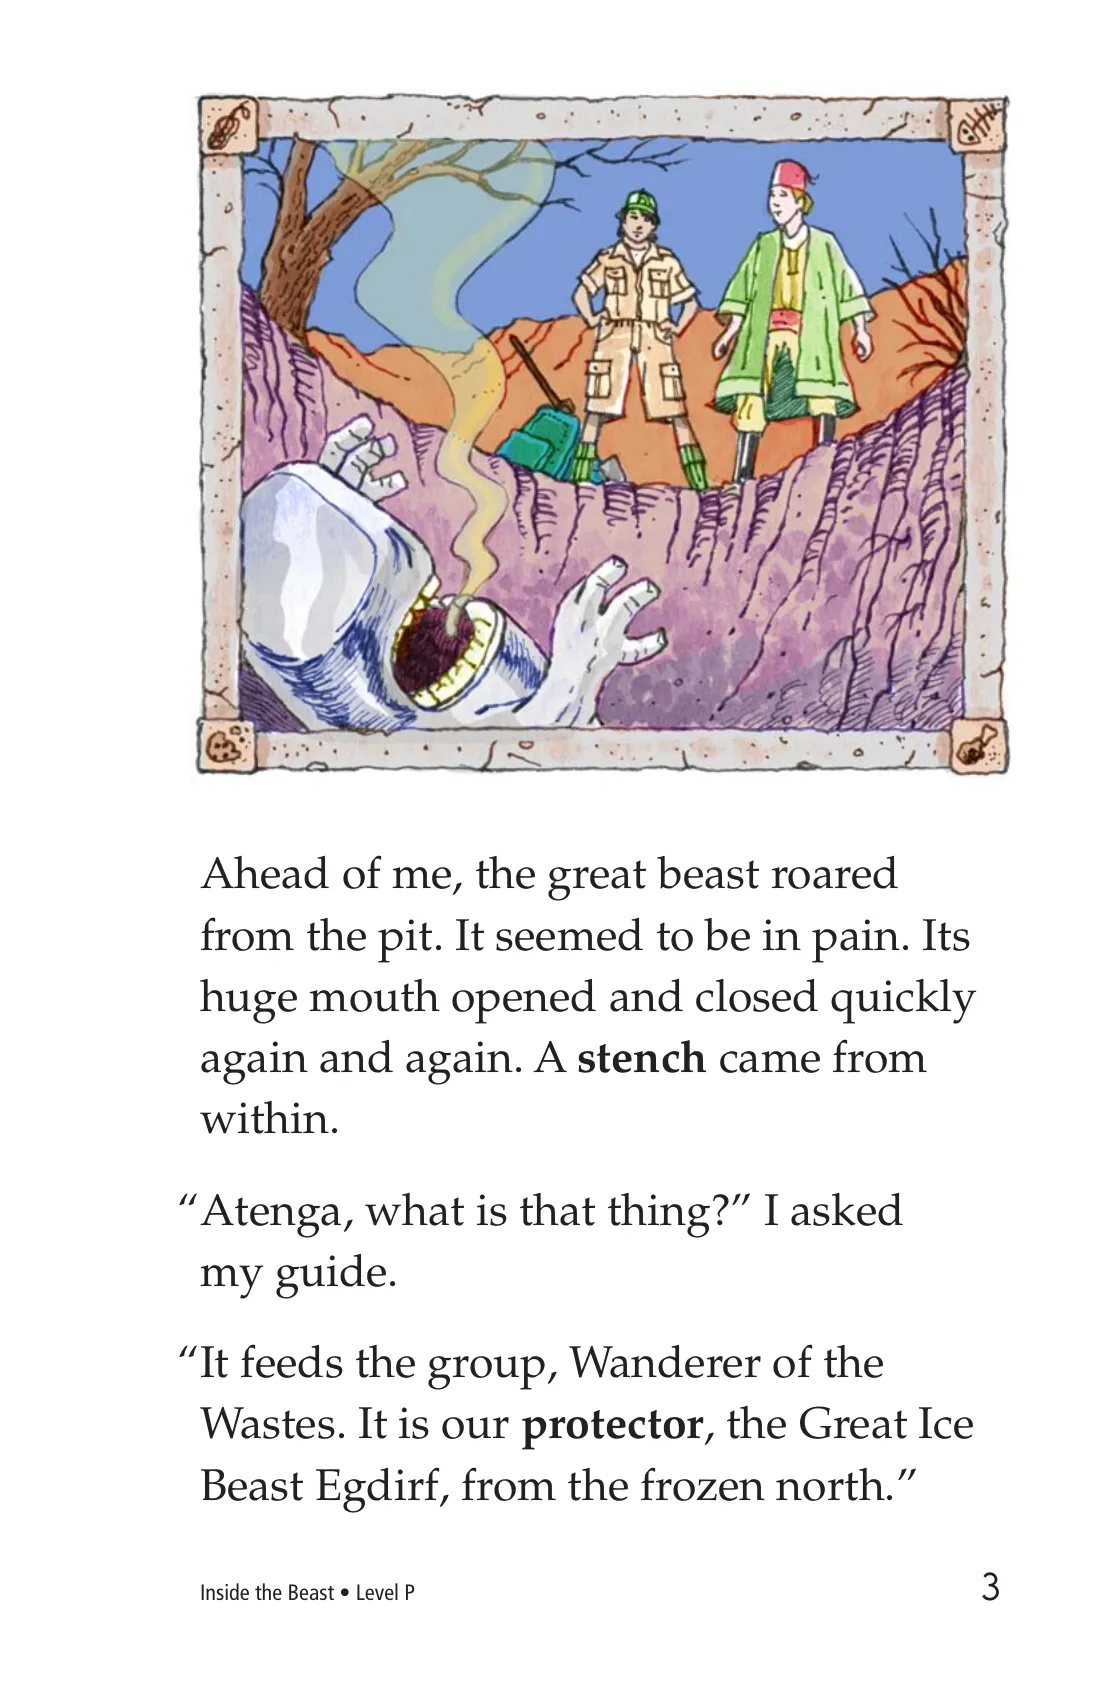 Ahead of me, the great beast roared
from the pit. It seemed to be in pain. Its
huge mouth opened and closed quickly
again and again. A stench came from
within.
“Atenga, what is that thing?” I asked
my guide.
“It feeds the group, Wanderer of the
Wastes. It is our protector, the Great Ice
Beast Egdirf, from the frozen north.”
Inside the Beast • Level P
3